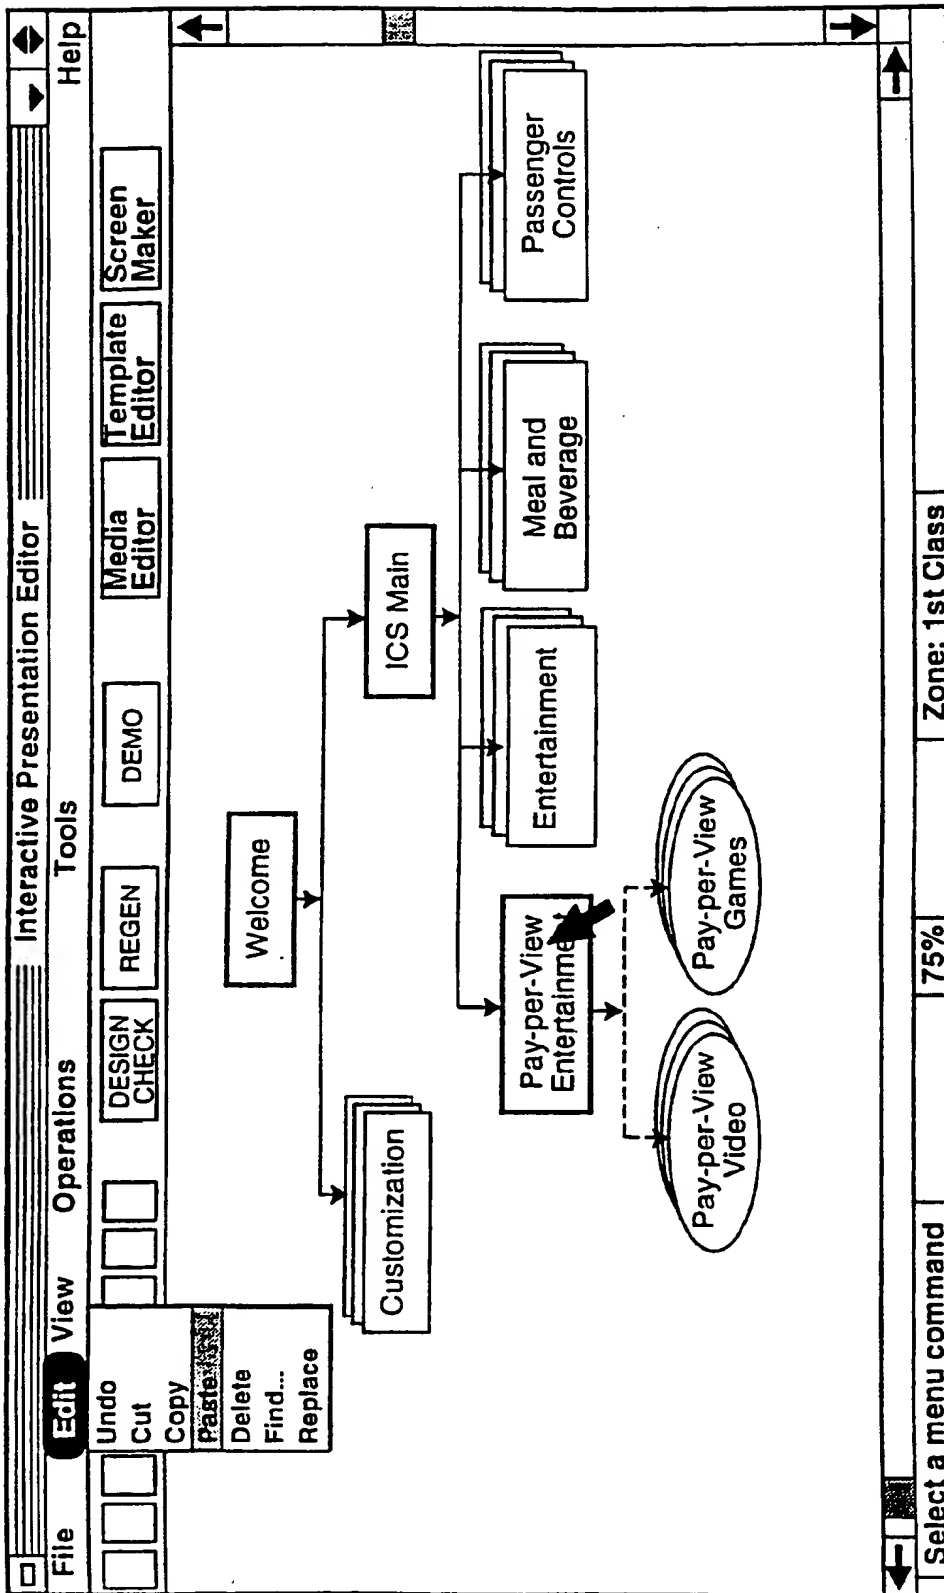 Interactive Presentation Editor
File Edit View Operations Tools Help
DESIGN
CHECK
REGEN
DEMO
Media
Editor
Template
Editor
Screen
Maker
Undo
Cut
Copy
Paste
Delete
Find...
Replace
Welcome
Customization
ICS Main
Pay-per-View
Entertainment
Entertainment
Meal and
Beverage
Passenger
Controls
Pay-per-View
Video
Pay-per-View
Games
Select a menu command
75%
Zone: 1st Class